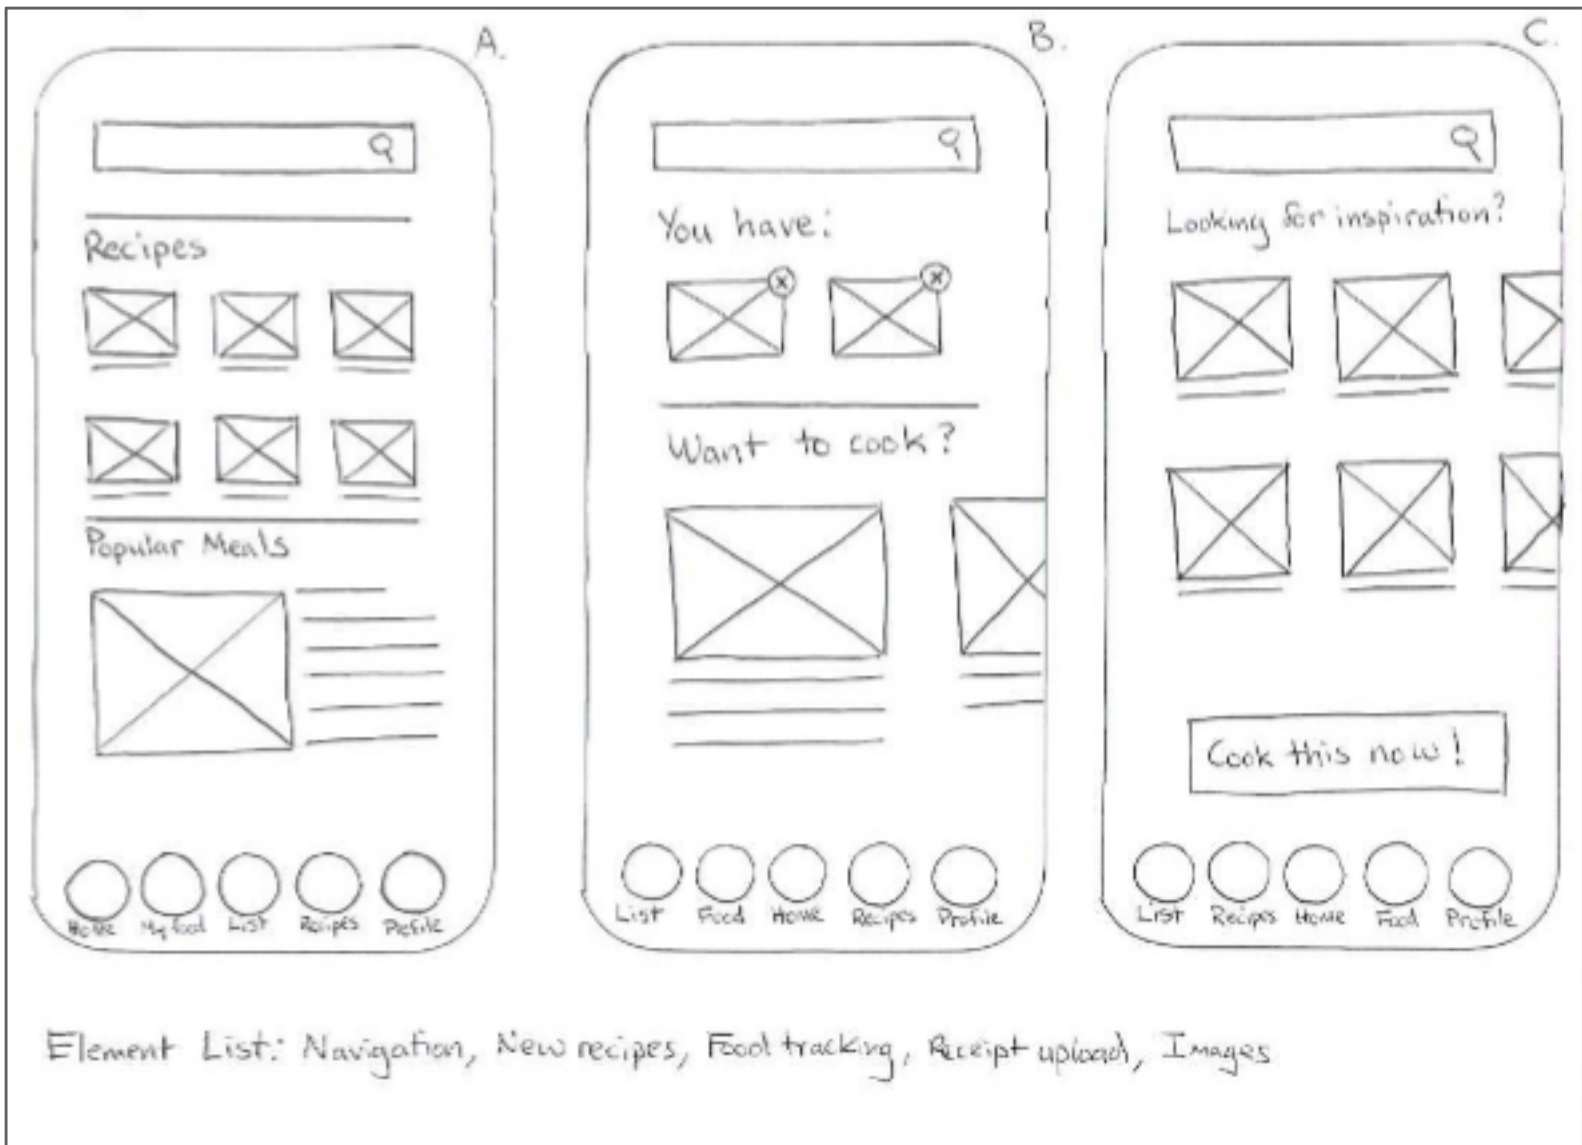 A.
Recipes
Popular Meals
Home My food List Recipes Profile
B.
You have:
Want to cook?
List Food Home Recipes Profile
C.
Looking for inspiration?
Cook this now!
List Recipes Home Food Profile
Element List: Navigation, New recipes, Food tracking, Receipt upload, Images